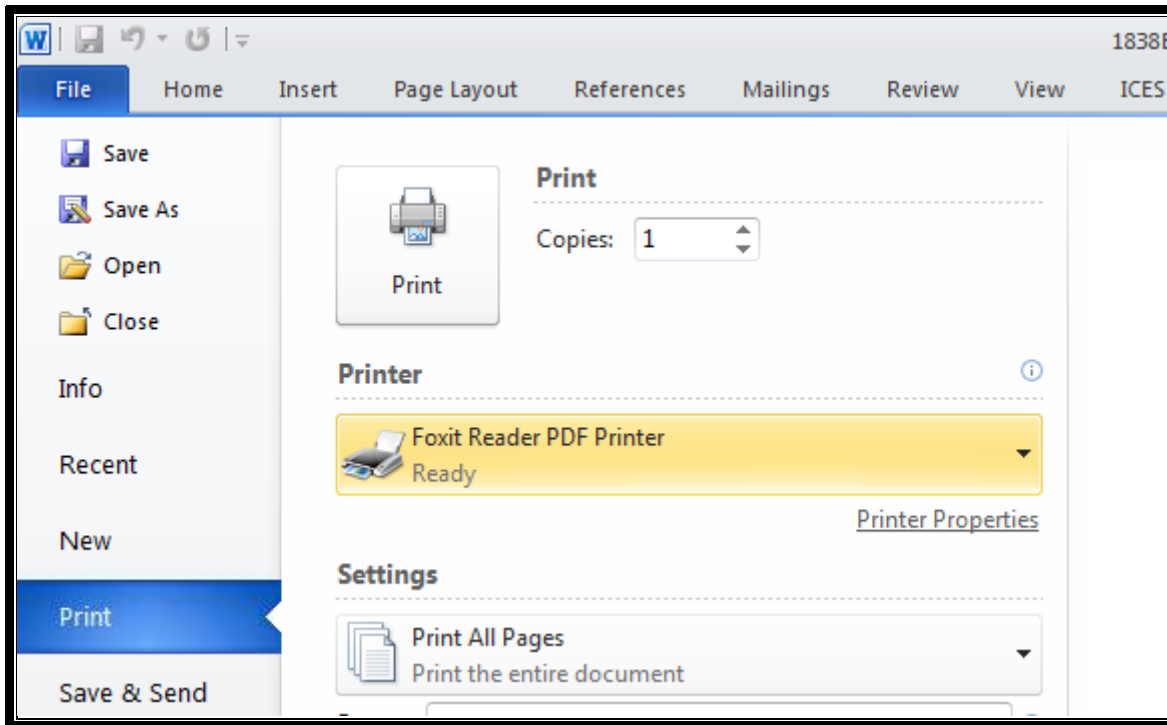 W
1838E
File Home Insert Page Layout References Mailings Review View ICES
Save
Save As
Open
Close
Info
Recent
New
Print
Save & Send
Print
Print
Copies: 1
Printer
Foxit Reader PDF Printer
Ready
Printer Properties
Settings
Print All Pages
Print the entire document